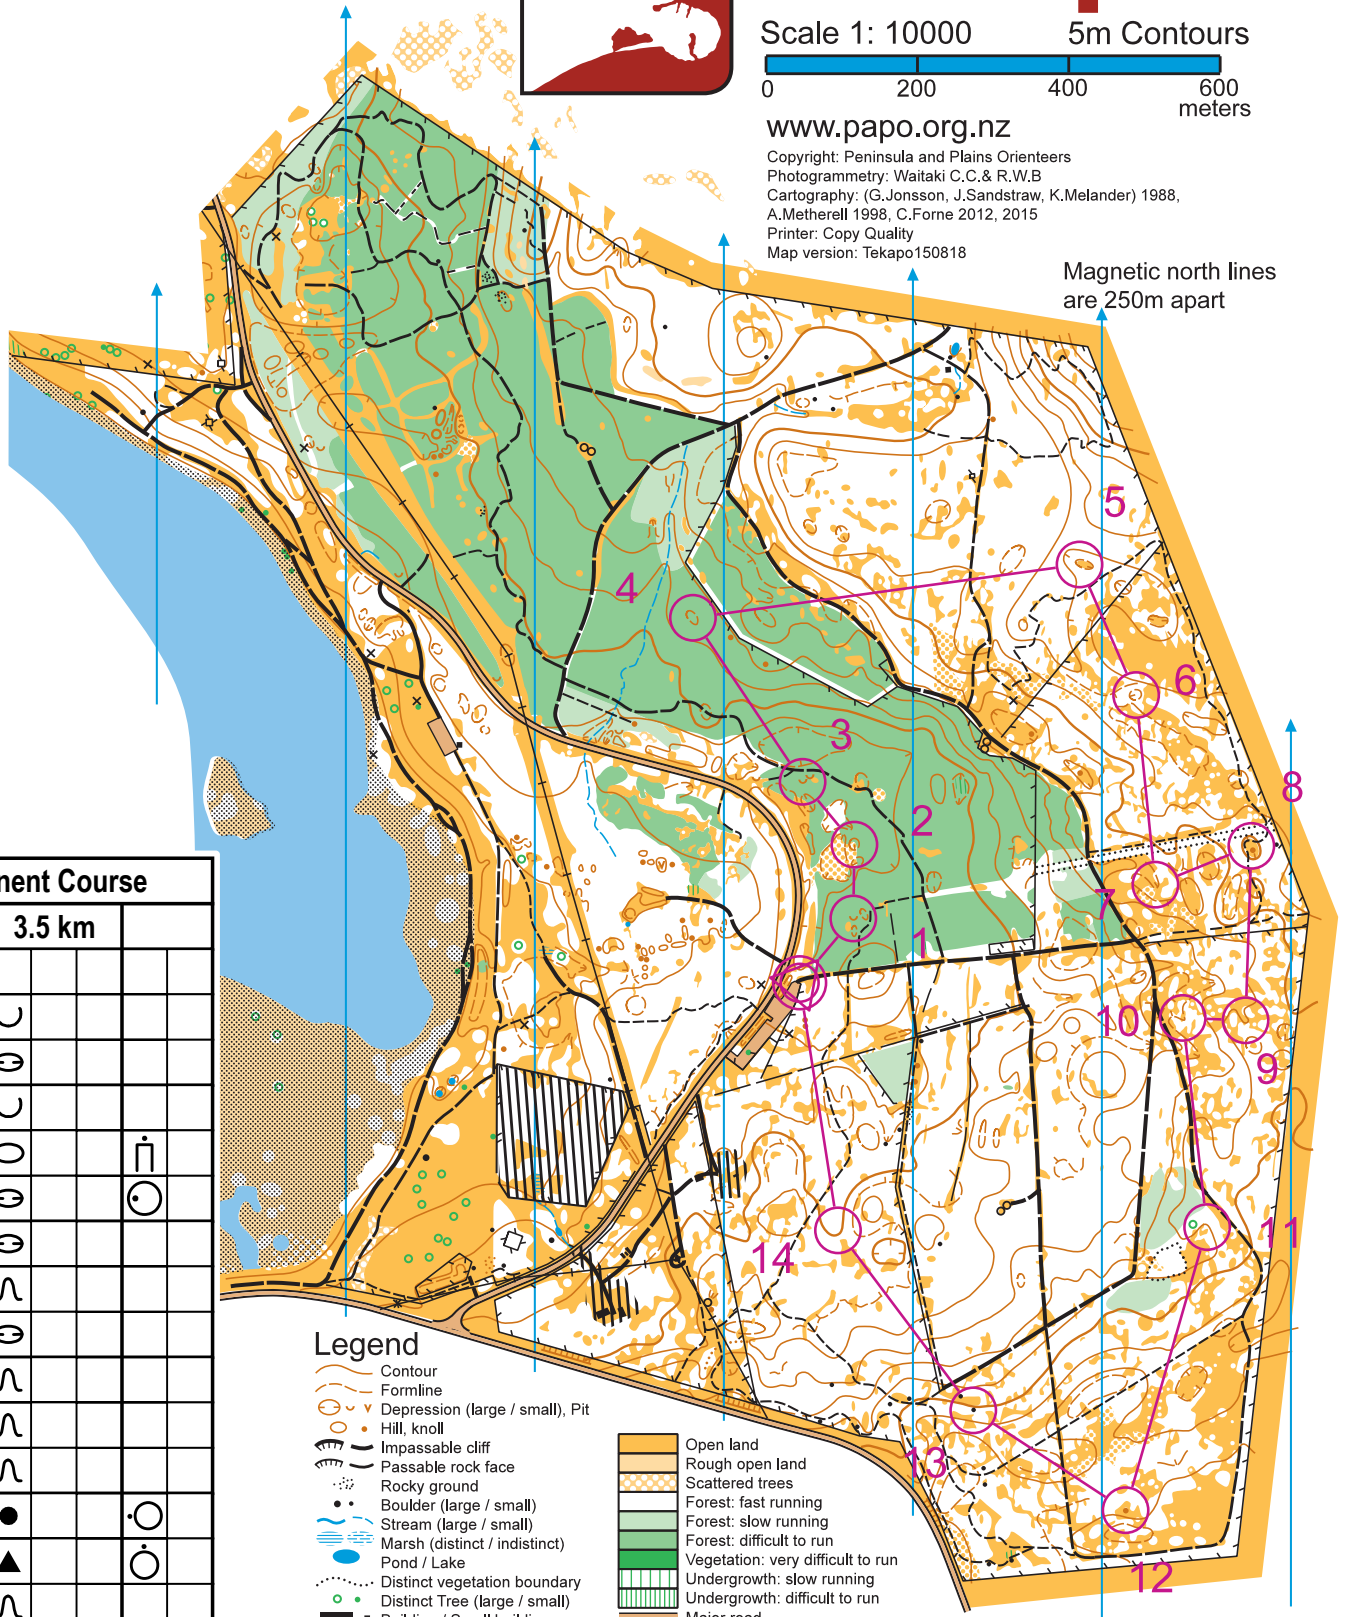 Scale 1: 10000
5m Contours
0 200 400 600
meters
www.papo.org.nz
Copyright: Peninsula and Plains Orienteers
Photogrammetry: Waitaki C.C.& R.W.B
Cartography: (G.Jonsson, J.Sandstraw, K.Melander) 1988,
A.Metherell 1998, C.Forne 2012, 2015
Printer: Copy Quality
Map version: Tekapo150818
Magnetic north lines
are 250m apart
5
4
6
3
8
2
7
1
10
9
11
14
13
12
nent Course
3.5 km
Legend
Contour
Formline
Depression (large / small), Pit
Hill, knoll
Impassable cliff
Passable rock face
Rocky ground
Boulder (large / small)
Stream (large / small)
Marsh (distinct / indistinct)
Pond / Lake
Distinct vegetation boundary
Distinct Tree (large / small)
Open land
Rough open land
Scattered trees
Forest: fast running
Forest: slow running
Forest: difficult to run
Vegetation: very difficult to run
Undergrowth: slow running
Undergrowth: difficult to run
Major road